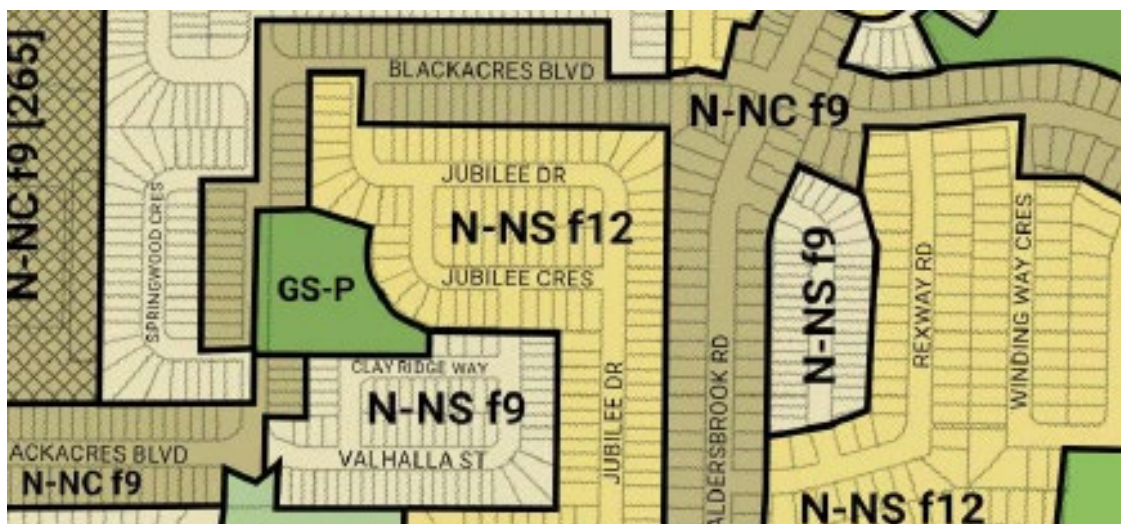 BLACKACRES BLVD
N-NC f9
N-NC f9 [265]
JUBILEE DR
SPRINGWOOD CRES
N-NS f12
JUBILEE CRES
GS-P
N-NS f9
REXWAY RD
WINDING WAY CRES
CLAYRIDGE WAY
N-NS f9
JUBILEE DR
ALDERSBROOK RD
VALHALLA ST
ACKACRES BLVD
N-NC f9
N-NS f12